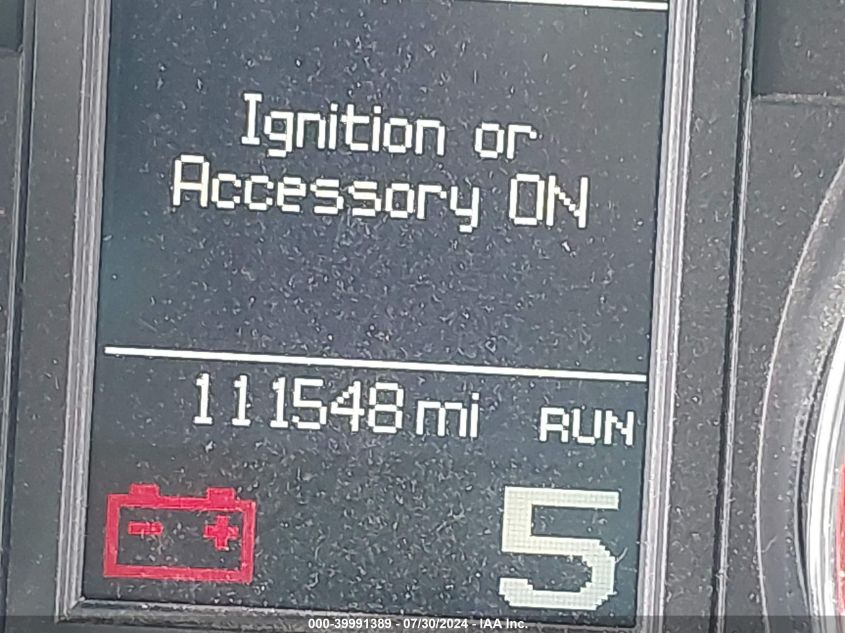 Ignition or
Accessory ON
111548 mi RUN
5
000-39991389 - 07/30/2024 - IAA Inc.